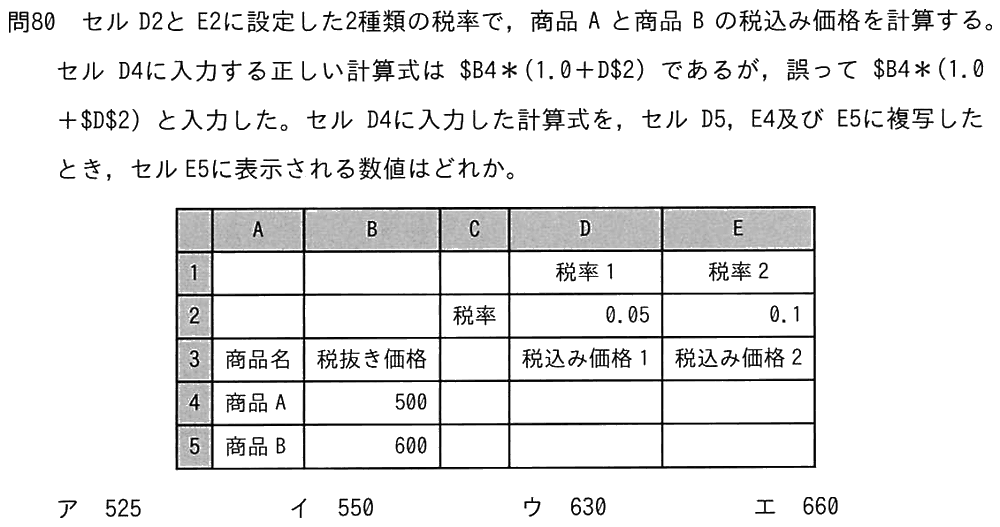 問80 セル D2と E2に設定した2種類の税率で，商品 A と商品 B の税込み価格を計算する。
セル D4に入力する正しい計算式は $B4＊(1.0＋D$2) であるが，誤って $B4＊(1.0
＋$D$2) と入力した。セル D4に入力した計算式を，セル D5，E4及び E5に複写した
とき，セル E5に表示される数値はどれか。
A B C D E
1 税率1 税率2
2 税率 0.05 0.1
3 商品名 税抜き価格 税込み価格1 税込み価格2
4 商品 A 500
5 商品 B 600
ア 525 イ 550 ウ 630 エ 660